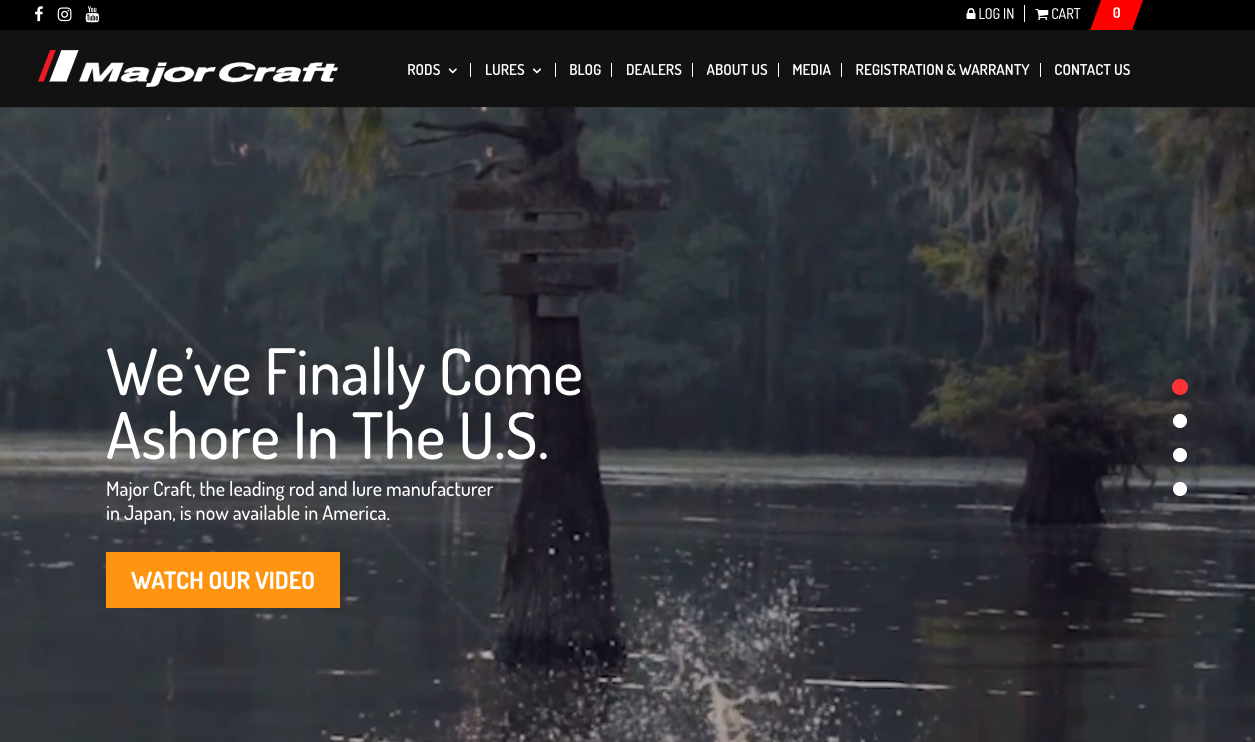 You Tube
LOG IN
CART
0
Major Craft
RODS
LURES
BLOG
DEALERS
ABOUT US
MEDIA
REGISTRATION & WARRANTY
CONTACT US
We've Finally Come
Ashore In The U.S.
Major Craft, the leading rod and lure manufacturer
in Japan, is now available in America.
WATCH OUR VIDEO